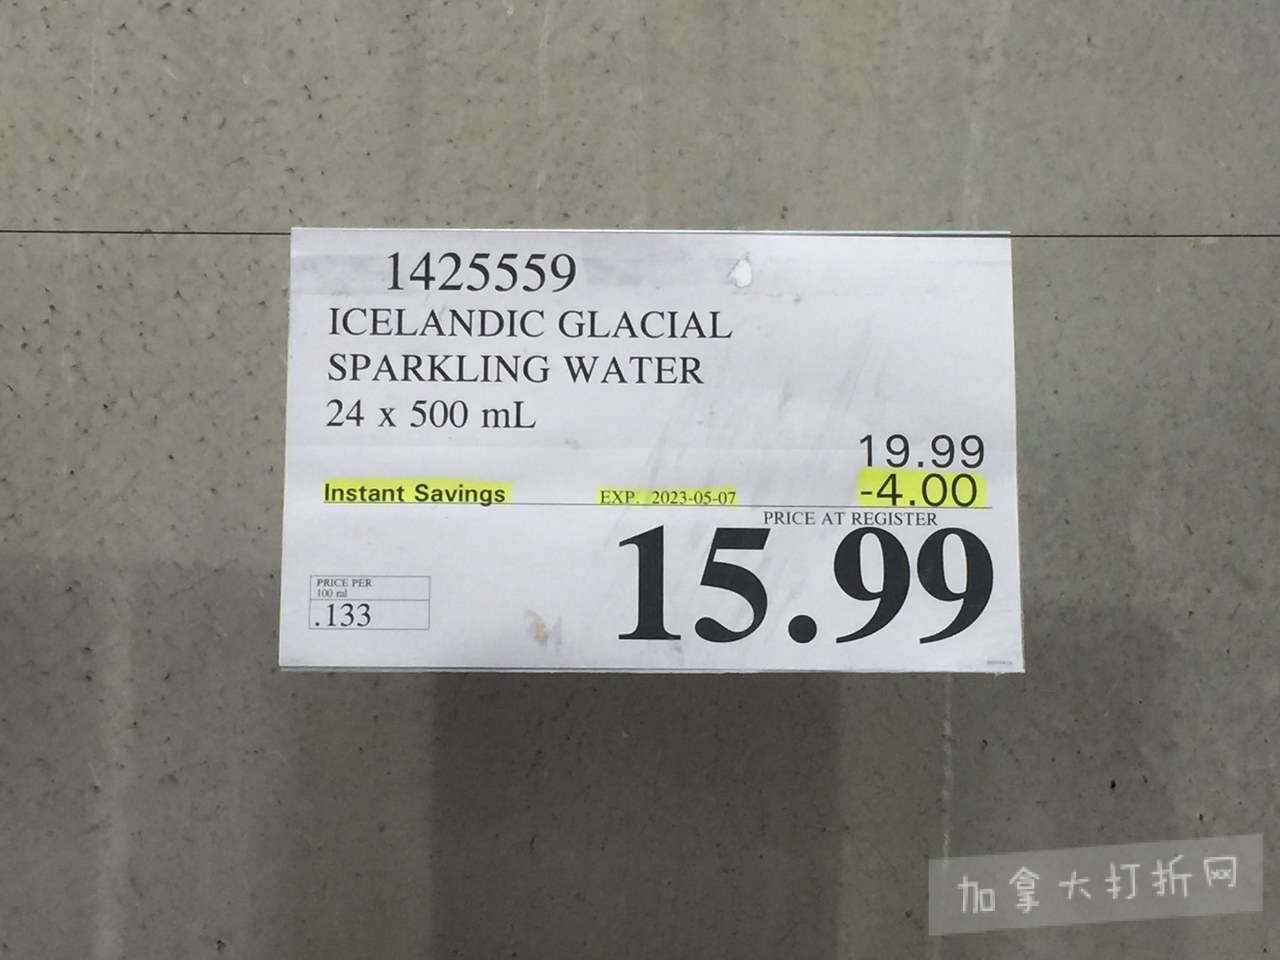 1425559
ICELANDIC GLACIAL
SPARKLING WATER
24 x 500 mL
19.99
Instant Savings EXP. 2023-05-07 -4.00
PRICE AT REGISTER
15.99
PRICE PER
100 ml
.133
加拿大打折网